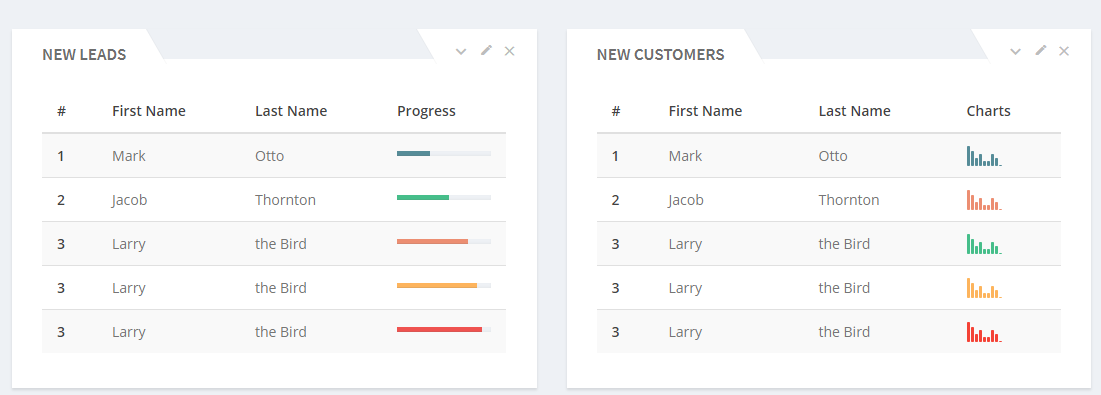 NEW LEADS
# First Name Last Name Progress
1 Mark Otto
2 Jacob Thornton
3 Larry the Bird
3 Larry the Bird
3 Larry the Bird
NEW CUSTOMERS
# First Name Last Name Charts
1 Mark Otto
2 Jacob Thornton
3 Larry the Bird
3 Larry the Bird
3 Larry the Bird